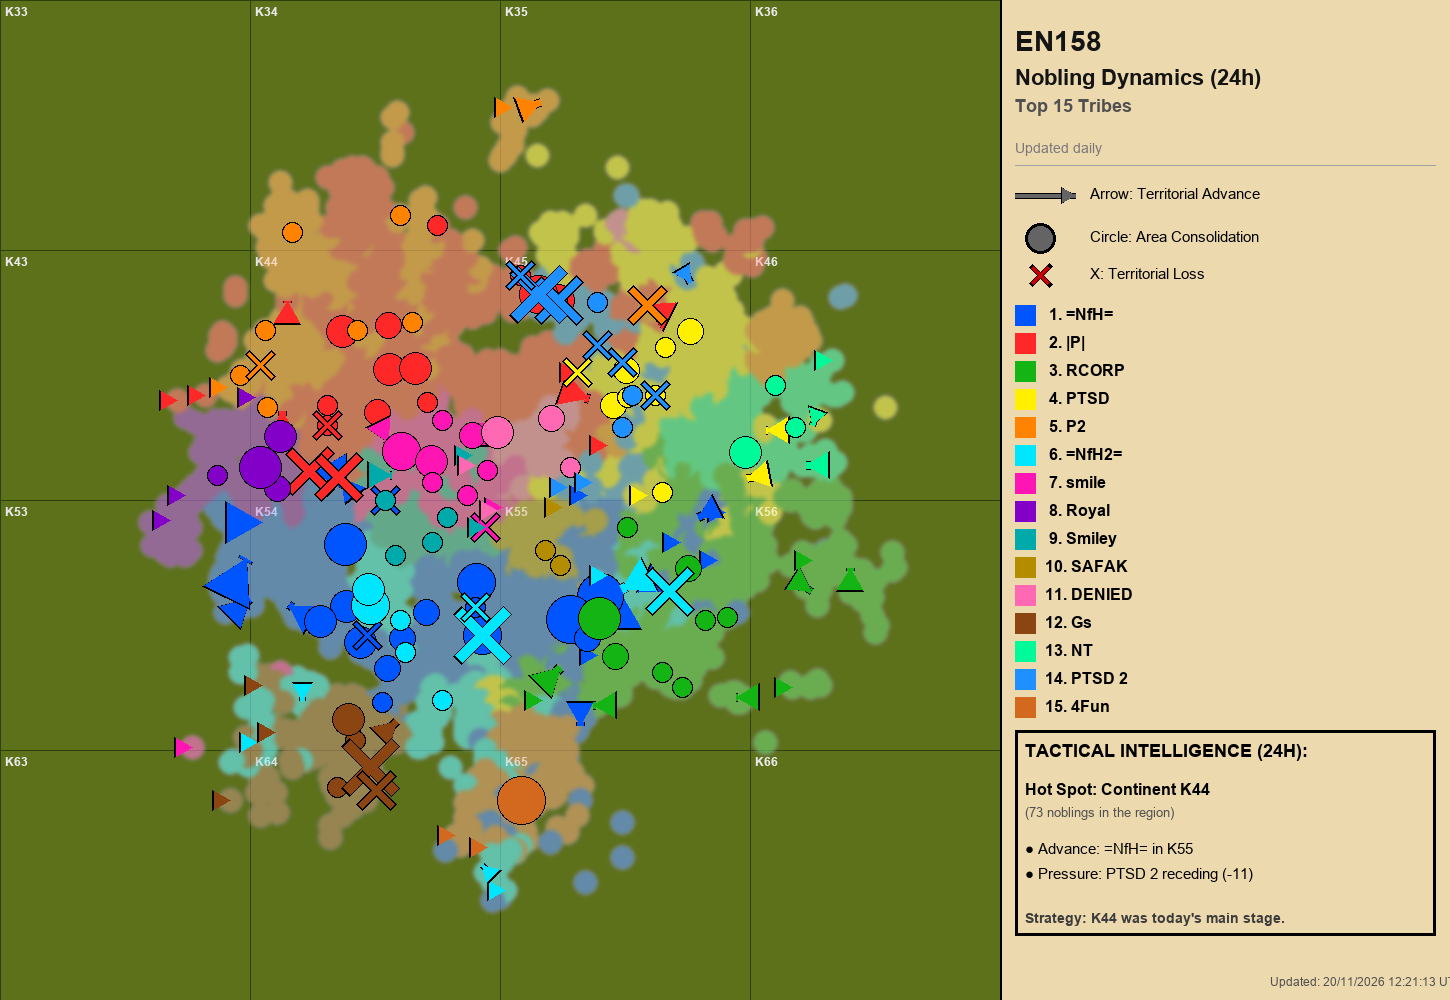 K33
K34
K35
K36
K43
K44
K45
K46
K53
K54
K55
K56
K63
K64
K65
K66
EN158
Nobling Dynamics (24h)
Top 15 Tribes
Updated daily
Arrow: Territorial Advance
Circle: Area Consolidation
X: Territorial Loss
1. =NfH=
2. |P|
3. RCORP
4. PTSD
5. P2
6. =NfH2=
7. smile
8. Royal
9. Smiley
10. SAFAK
11. DENIED
12. Gs
13. NT
14. PTSD 2
15. 4Fun
TACTICAL INTELLIGENCE (24H):
Hot Spot: Continent K44
(73 noblings in the region)
● Advance: =NfH= in K55
● Pressure: PTSD 2 receding (-11)
Strategy: K44 was today's main stage.
Updated: 20/11/2026 12:21:13 U